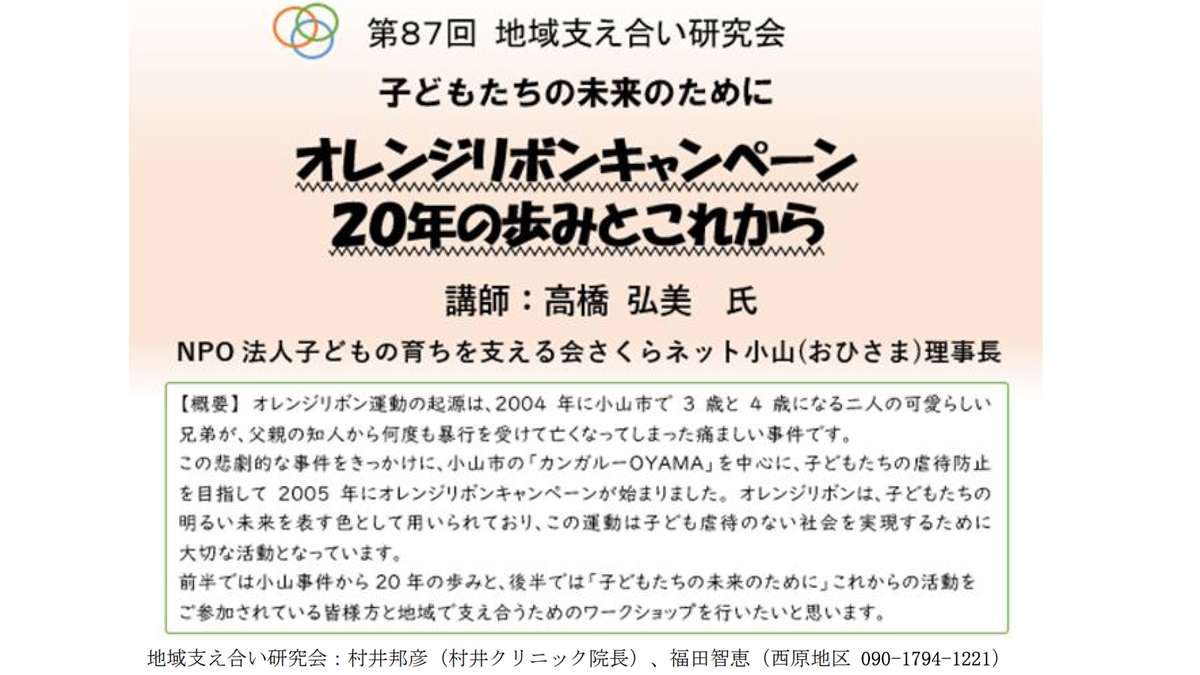 第87回 地域支え合い研究会
子どもたちの未来のために
オレンジリボンキャンペーン
20年の歩みとこれから
講師：高橋 弘美　氏
NPO法人子どもの育ちを支える会さくらネット小山(おひさま)理事長
【概要】 オレンジリボン運動の起源は、2004 年に小山市で 3 歳と 4 歳になる二人の可愛らしい
兄弟が、父親の知人から何度も暴行を受けて亡くなってしまった痛ましい事件です。
この悲劇的な事件をきっかけに、小山市の「カンガルーOYAMA」を中心に、子どもたちの虐待防止
を目指して 2005 年にオレンジリボンキャンペーンが始まりました。オレンジリボンは、子どもたちの
明るい未来を表す色として用いられており、この運動は子ども虐待のない社会を実現するために
大切な活動となっています。
前半では小山事件から 20 年の歩みと、後半では「子どもたちの未来のために」これからの活動を
ご参加されている皆様方と地域で支え合うためのワークショップを行いたいと思います。
地域支え合い研究会：村井邦彦（村井クリニック院長）、福田智恵（西原地区 090-1794-1221）